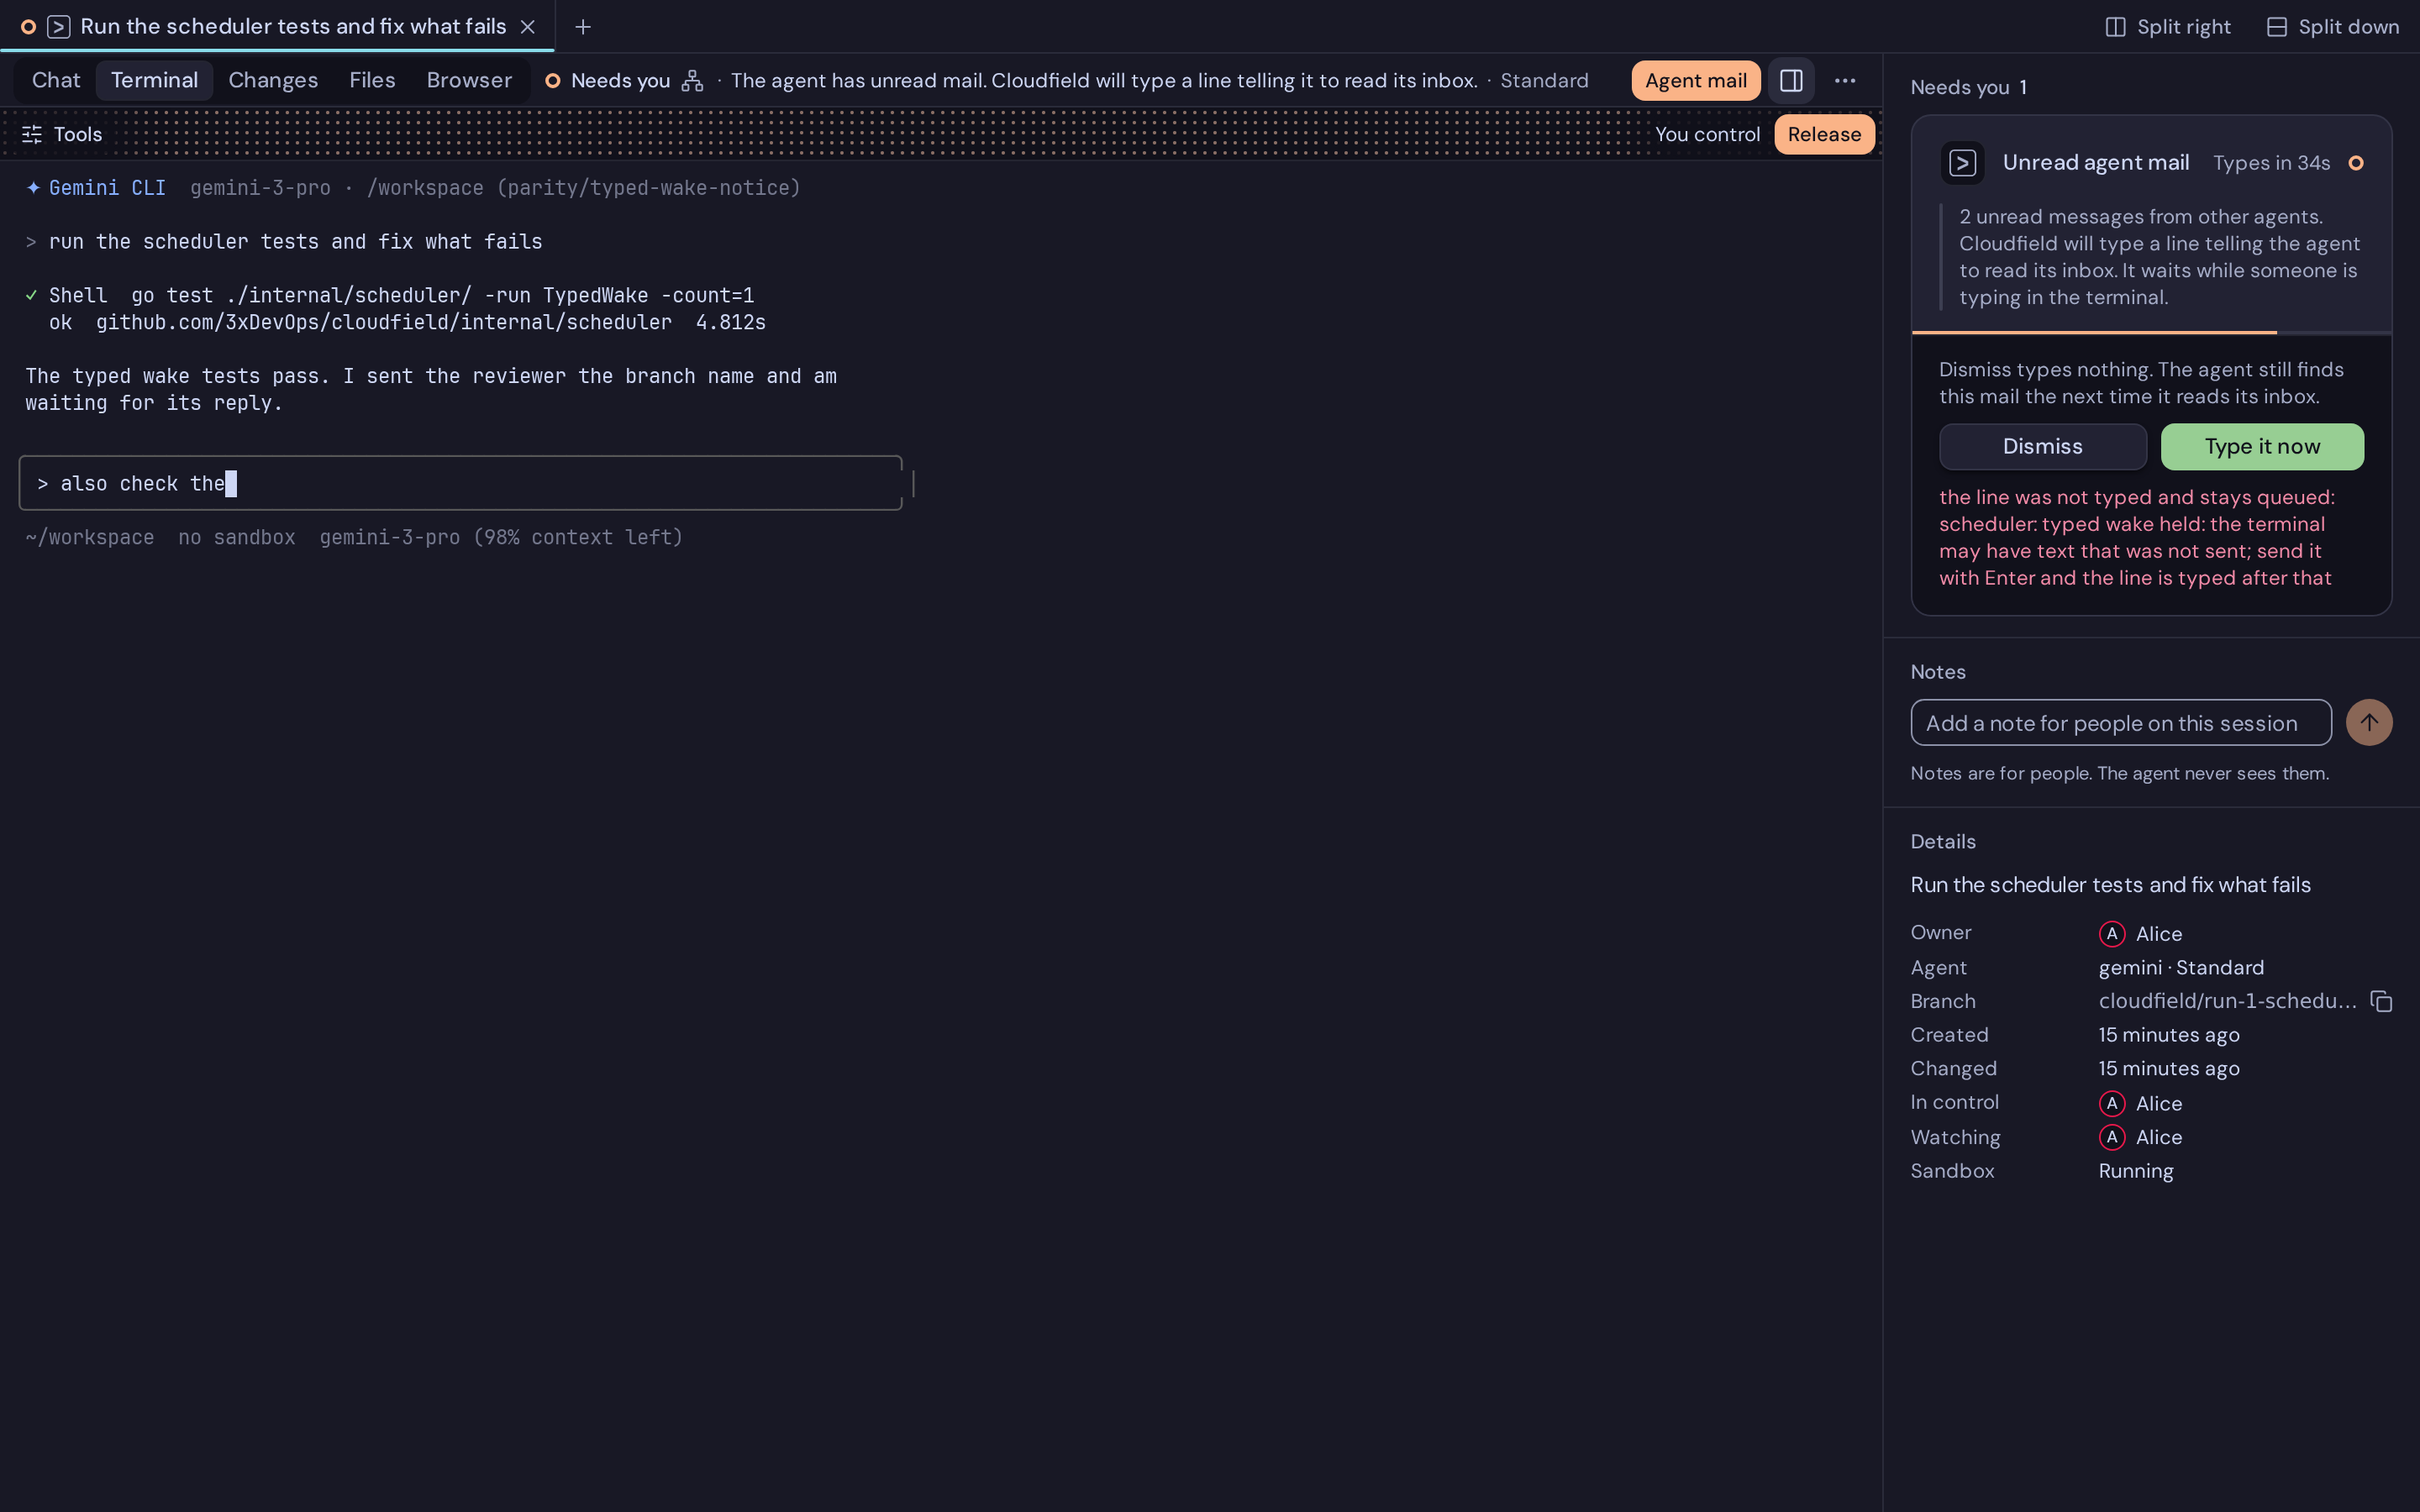 Run the scheduler tests and fix what fails
Split right
Split down
Chat
Terminal
Changes
Files
Browser
Needs you · The agent has unread mail. Cloudfield will type a line telling it to read its inbox. · Standard
Agent mail
Tools
You control
Release
Gemini CLI gemini-3-pro · /workspace (parity/typed-wake-notice)
> run the scheduler tests and fix what fails
✓ Shell go test ./internal/scheduler/ -run TypedWake -count=1
ok github.com/3xDevOps/cloudfield/internal/scheduler 4.812s
The typed wake tests pass. I sent the reviewer the branch name and am
waiting for its reply.
> also check the
~/workspace no sandbox gemini-3-pro (98% context left)
Needs you 1
Unread agent mail
Types in 34s
2 unread messages from other agents.
Cloudfield will type a line telling the agent
to read its inbox. It waits while someone is
typing in the terminal.
Dismiss types nothing. The agent still finds
this mail the next time it reads its inbox.
Dismiss
Type it now
the line was not typed and stays queued:
scheduler: typed wake held: the terminal
may have text that was not sent; send it
with Enter and the line is typed after that
Notes
Add a note for people on this session
Notes are for people. The agent never sees them.
Details
Run the scheduler tests and fix what fails
Owner A Alice
Agent gemini · Standard
Branch cloudfield/run-1-schedu...
Created 15 minutes ago
Changed 15 minutes ago
In control A Alice
Watching A Alice
Sandbox Running